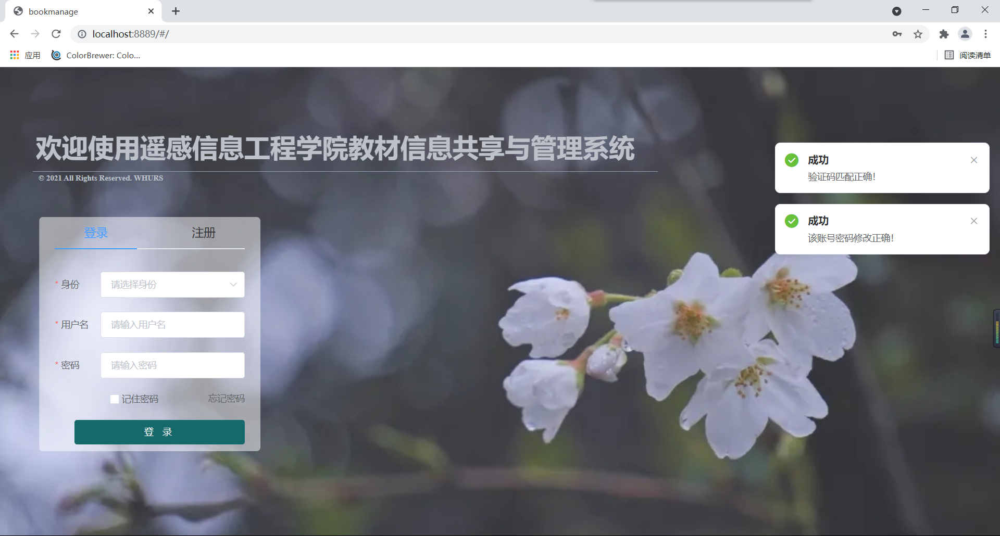 bookmanage
localhost:8889/#/
应用 ColorBrewer: Colo... 阅读清单
欢迎使用遥感信息工程学院教材信息共享与管理系统
© 2021 All Rights Reserved. WHURS
成功
验证码匹配正确!
成功
该账号密码修改正确!
登录 注册
* 身份 请选择身份
* 用户名 请输入用户名
* 密码 请输入密码
记住密码 忘记密码
登 录